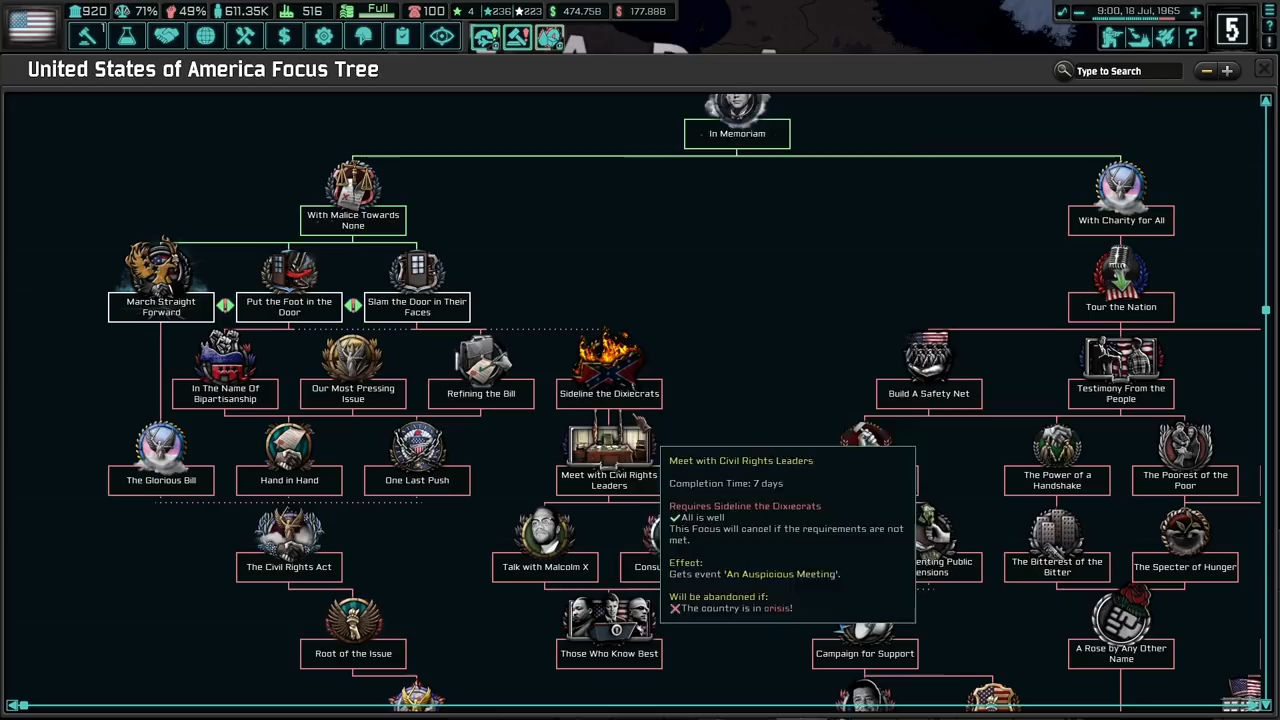 920 71% 49% 611.35K 516 Full 100 4 236 223 $ 474.75B $ 177.88B 9:00, 18 Jul, 1965
1 5
United States of America Focus Tree
Type to Search
In Memoriam
With Malice Towards
None
With Charity for All
March Straight
Forward
Put the Foot in the
Door
Slam the Door in Their
Faces
Tour the Nation
In The Name Of
Bipartisanship
Our Most Pressing
Issue
Refining the Bill
Sideline the Dixiecrats
Build A Safety Net
Testimony From the
People
The Glorious Bill
Hand in Hand
One Last Push
Meet with Civil Rights
Leaders
The Power of a
Handshake
The Poorest of the
Poor
Meet with Civil Rights Leaders
Completion Time: 7 days
Requires Sideline the Dixiecrats
All is well
This Focus will cancel if the requirements are not
met.
Effect:
Gets event 'An Auspicious Meeting'.
Will be abandoned if:
The country is in crisis!
The Civil Rights Act
Talk with Malcolm X
The Bitterest of the
Bitter
The Specter of Hunger
Root of the Issue
Those Who Know Best
Campaign for Support
A Rose by Any Other
Name